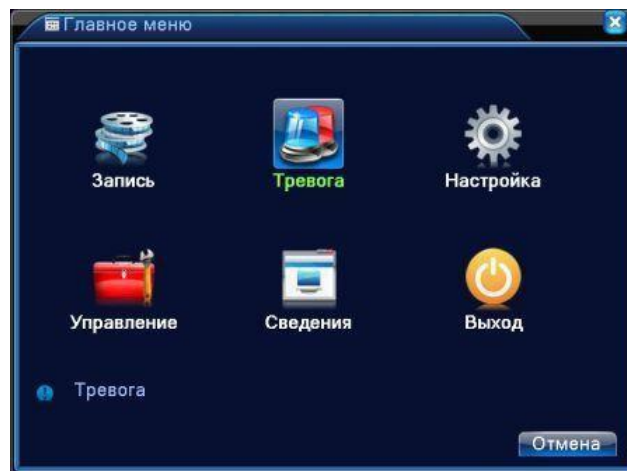 Главное меню
Запись Тревога Настройка
Управление Сведения Выход
Тревога
Отмена